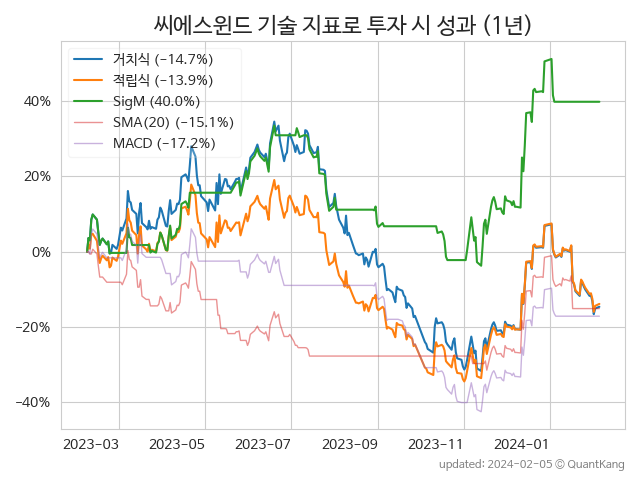 씨에스윈드 기술 지표로 투자 시 성과 (1년)
거치식 (−14.7%)
적립식 (−13.9%)
SigM (40.0%)
SMA(20) (−15.1%)
MACD (−17.2%)
40%
20%
0%
−20%
−40%
2023−03 2023−05 2023−07 2023−09 2023−11 2024−01
updated: 2024−02−05 © QuantKang